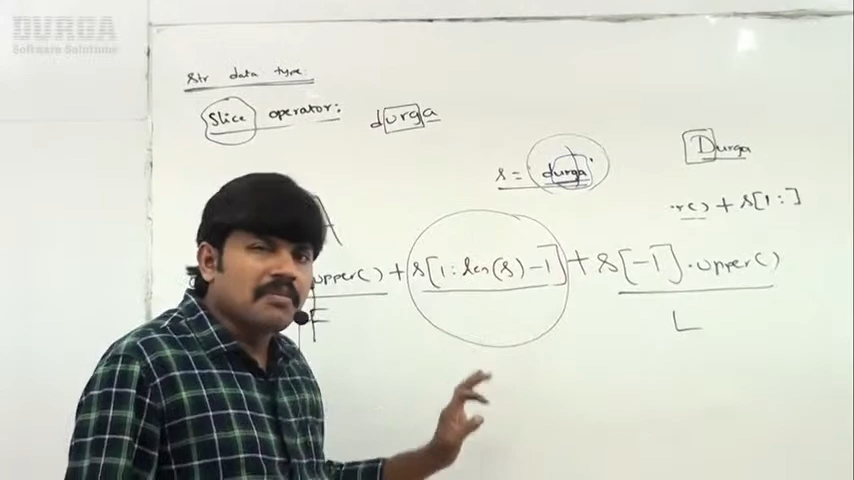 DURGA
Software Solutions
str data type:
Slice operator: durga
s = 'durga' Durga
r() + s[1:]
upper() + s[1:len(s)-1] + s[-1].upper()
F L